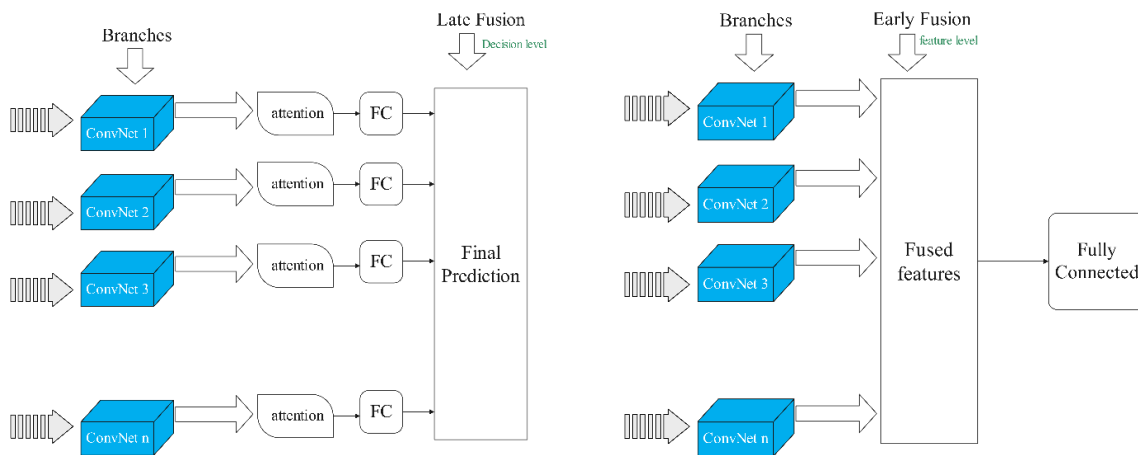 Branches
Late Fusion
Decision level
ConvNet 1
attention
FC
ConvNet 2
attention
FC
ConvNet 3
attention
FC
ConvNet n
attention
FC
Final
Prediction
Branches
Early Fusion
feature level
ConvNet 1
ConvNet 2
ConvNet 3
ConvNet n
Fused
features
Fully
Connected